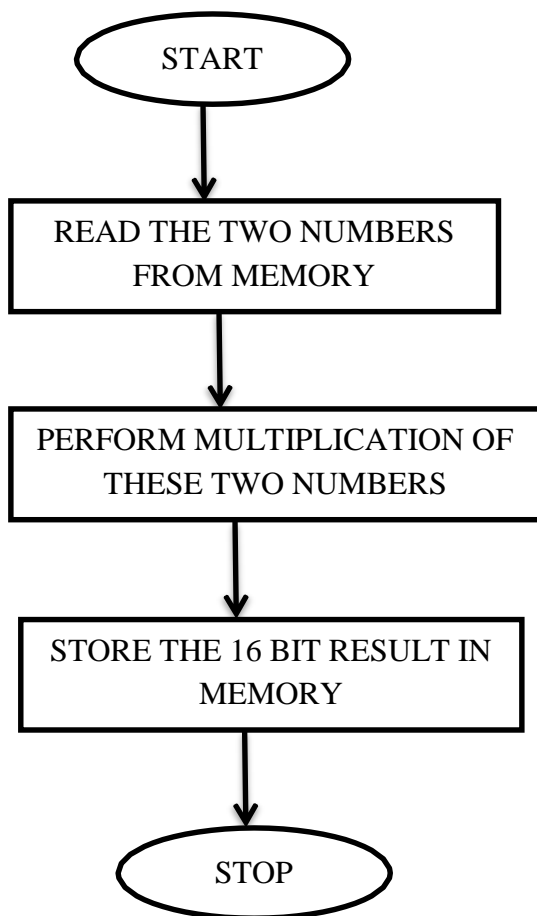 START
READ THE TWO NUMBERS
FROM MEMORY
PERFORM MULTIPLICATION OF
THESE TWO NUMBERS
STORE THE 16 BIT RESULT IN
MEMORY
STOP